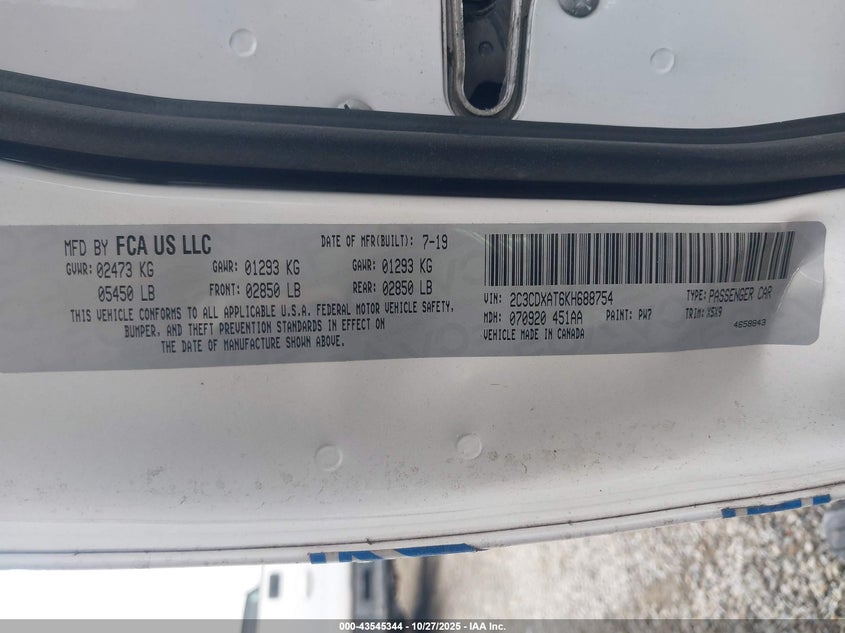 MFD BY FCA US LLC DATE OF MFR(BUILT): 7-19
GVWR: 02473 KG GAWR: 01293 KG GAWR: 01293 KG
05450 LB FRONT: 02850 LB REAR: 02850 LB
THIS VEHICLE CONFORMS TO ALL APPLICABLE U.S.A. FEDERAL MOTOR VEHICLE SAFETY,
BUMPER, AND THEFT PREVENTION STANDARDS IN EFFECT ON
THE DATE OF MANUFACTURE SHOWN ABOVE.
VIN: 2C3CDXAT6KH688754 TYPE: PASSENGER CAR
MDH: 070920 451AA PAINT: PW7 TRIM: X5X9
VEHICLE MADE IN CANADA 4658843
000-43545344 - 10/27/2025 - IAA Inc.